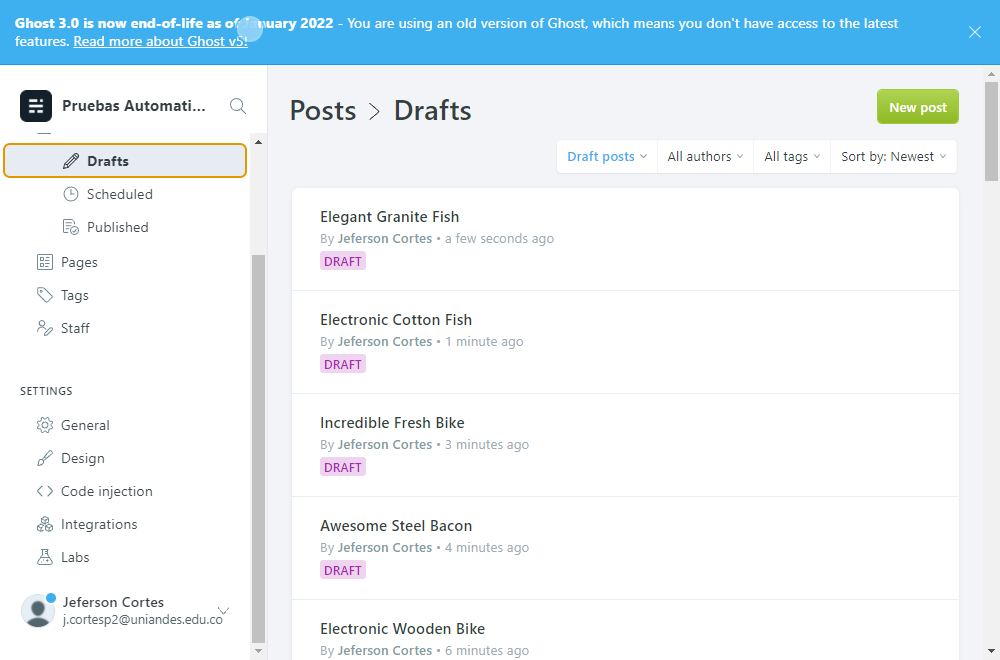 Ghost 3.0 is now end-of-life as of January 2022 - You are using an old version of Ghost, which means you don't have access to the latest
features. Read more about Ghost v5!
Pruebas Automati...
Drafts
Scheduled
Published
Pages
Tags
Staff
SETTINGS
General
Design
Code injection
Integrations
Labs
Jeferson Cortes
j.cortesp2@uniandes.edu.co
Posts > Drafts
New post
Draft posts
All authors
All tags
Sort by: Newest
Elegant Granite Fish
By Jeferson Cortes • a few seconds ago
DRAFT
Electronic Cotton Fish
By Jeferson Cortes • 1 minute ago
DRAFT
Incredible Fresh Bike
By Jeferson Cortes • 3 minutes ago
DRAFT
Awesome Steel Bacon
By Jeferson Cortes • 4 minutes ago
DRAFT
Electronic Wooden Bike
By Jeferson Cortes • 6 minutes ago